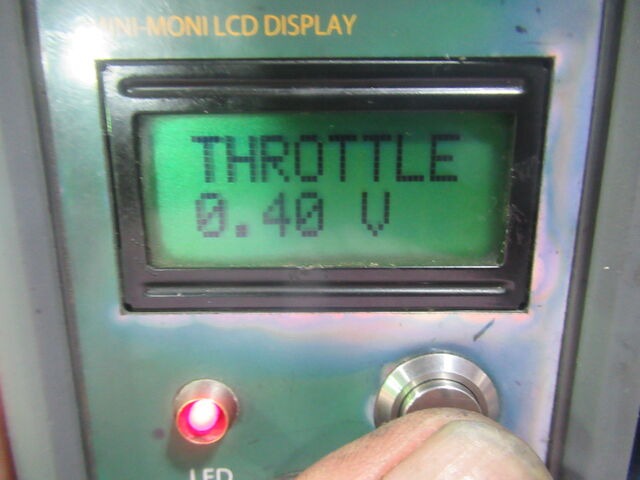 MINI-MONI LCD DISPLAY
THROTTLE
0.40 V
LED